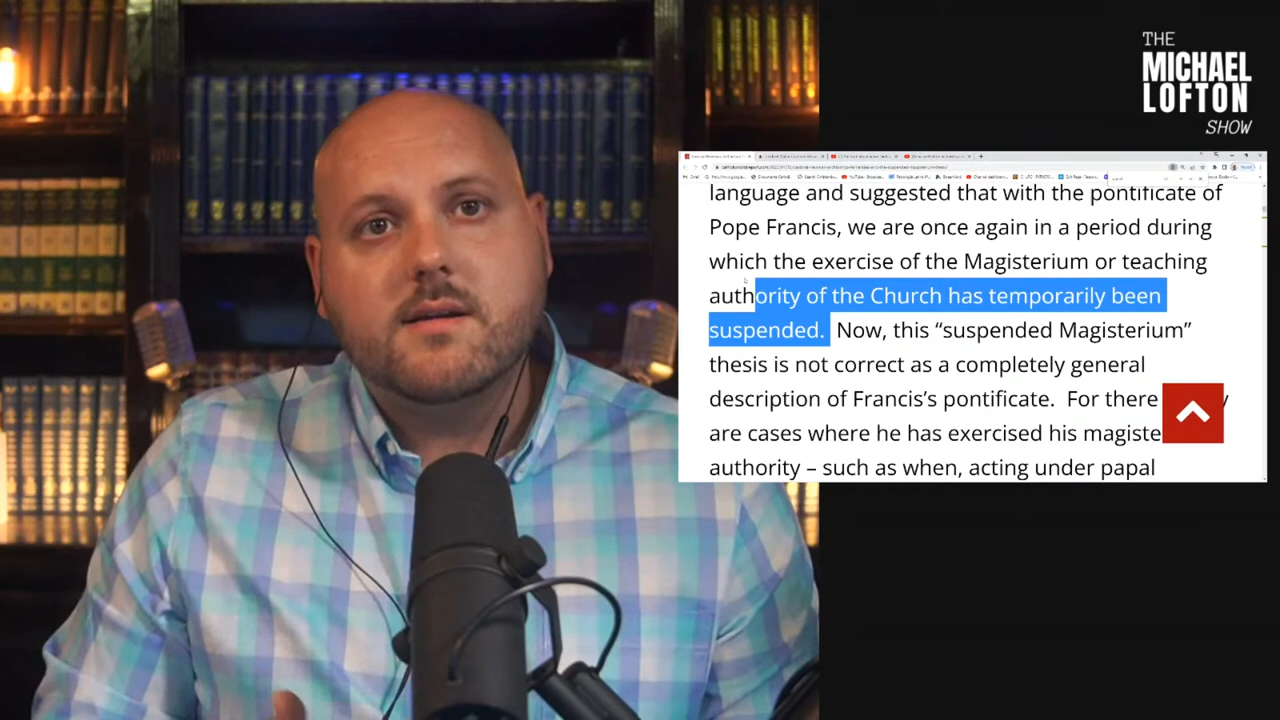 THE
MICHAEL
LOFTON
SHOW
language and suggested that with the pontificate of
Pope Francis, we are once again in a period during
which the exercise of the Magisterium or teaching
authority of the Church has temporarily been
suspended. Now, this “suspended Magisterium”
thesis is not correct as a completely general
description of Francis’s pontificate. For there
are cases where he has exercised his magiste
authority – such as when, acting under papal